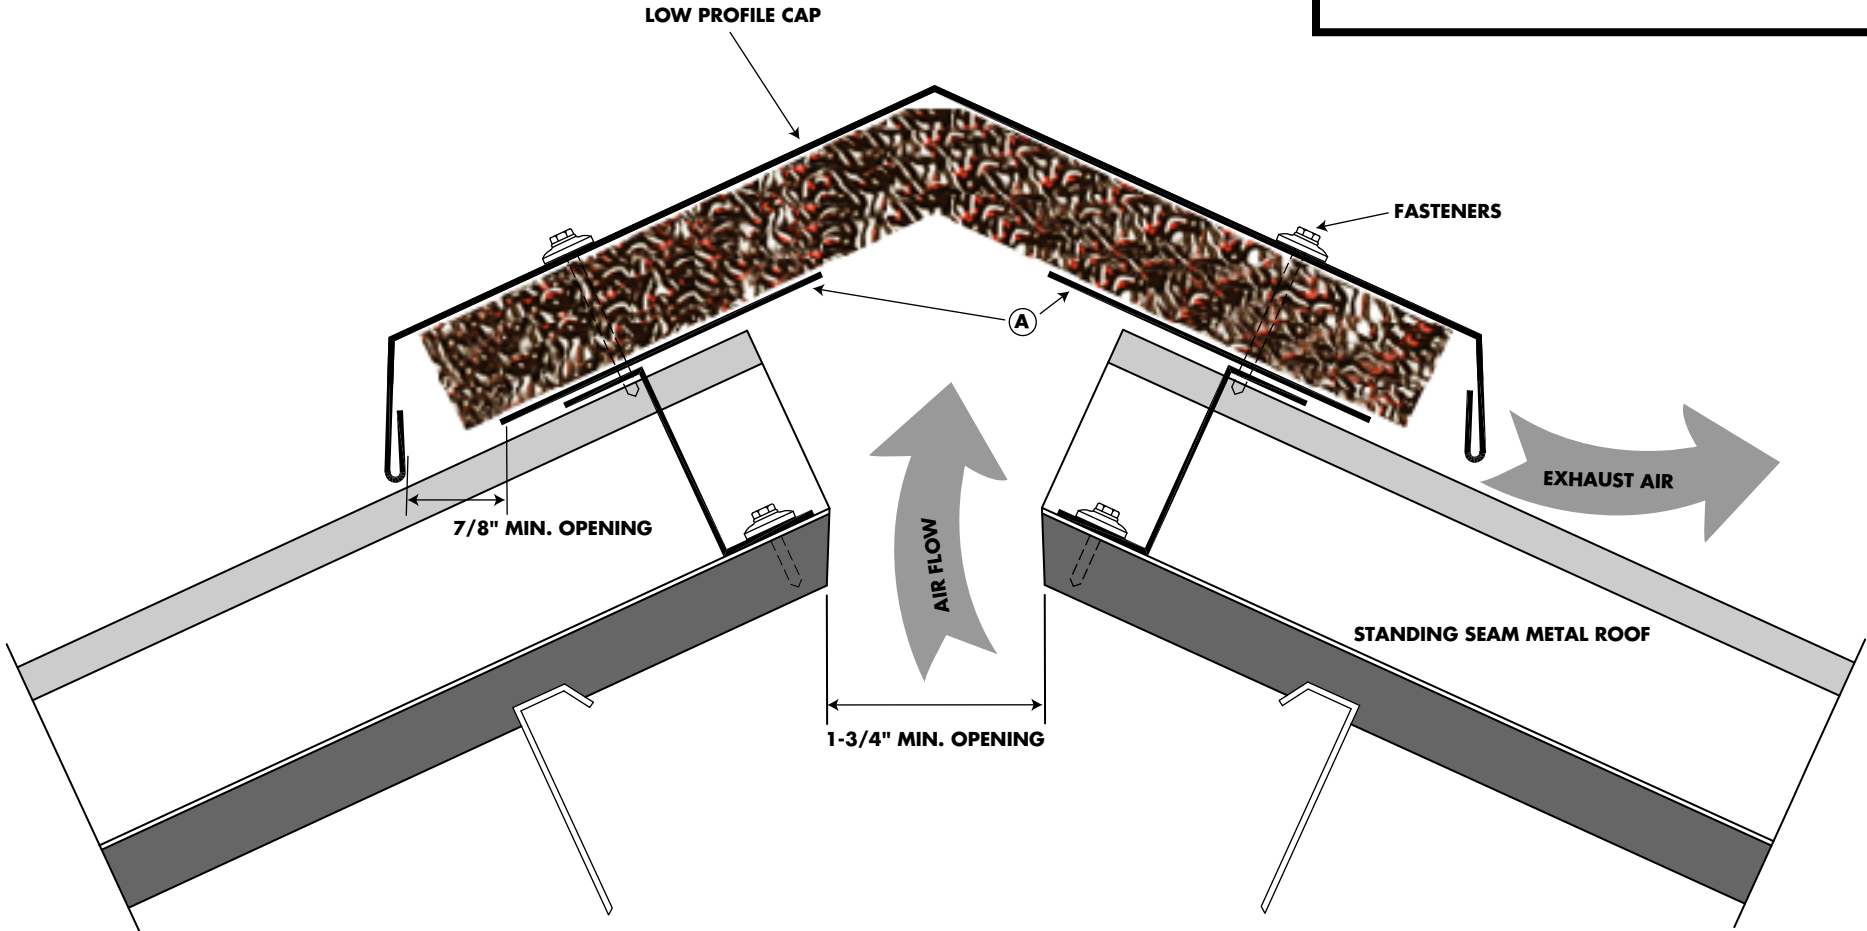 LOW PROFILE CAP
FASTENERS
A
EXHAUST AIR
7/8" MIN. OPENING
AIR FLOW
STANDING SEAM METAL ROOF
1-3/4" MIN. OPENING